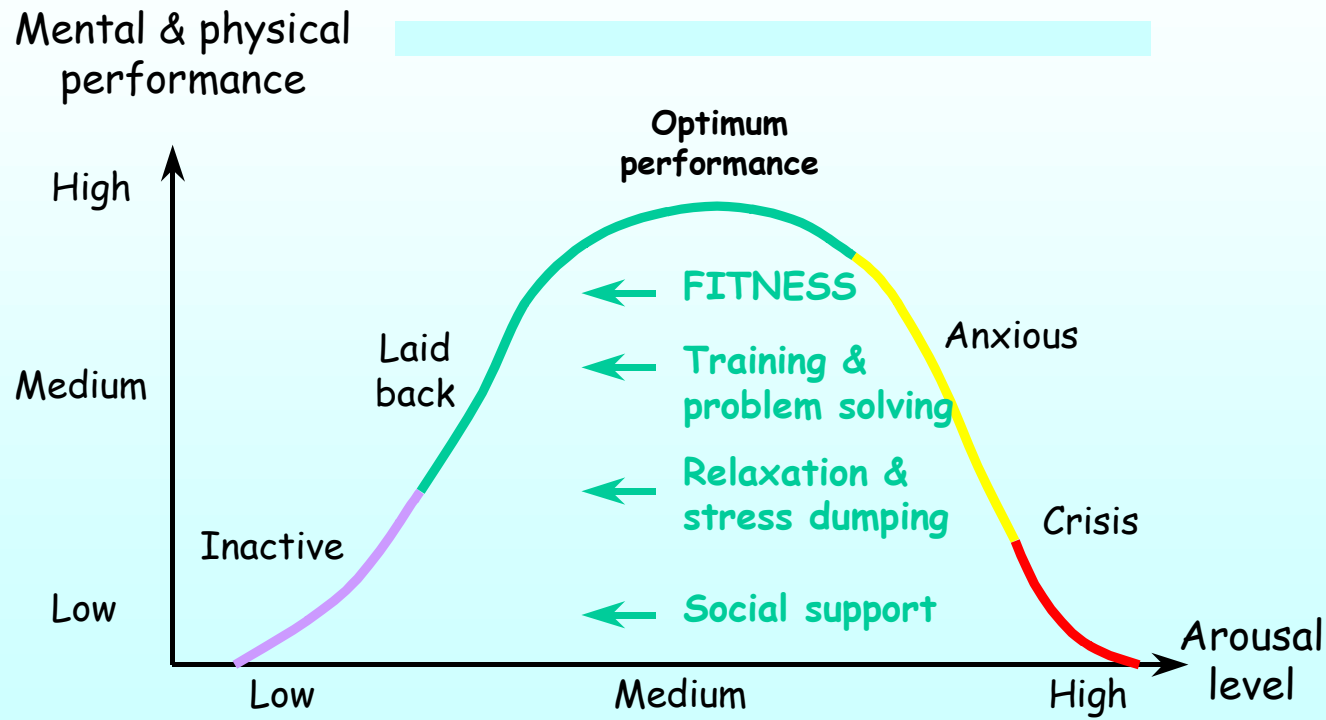 Mental & physical
performance
Optimum
performance
High
FITNESS
Anxious
Laid
back
Training &
problem solving
Medium
Relaxation &
stress dumping
Crisis
Inactive
Low
Social support
Arousal
level
Low
Medium
High